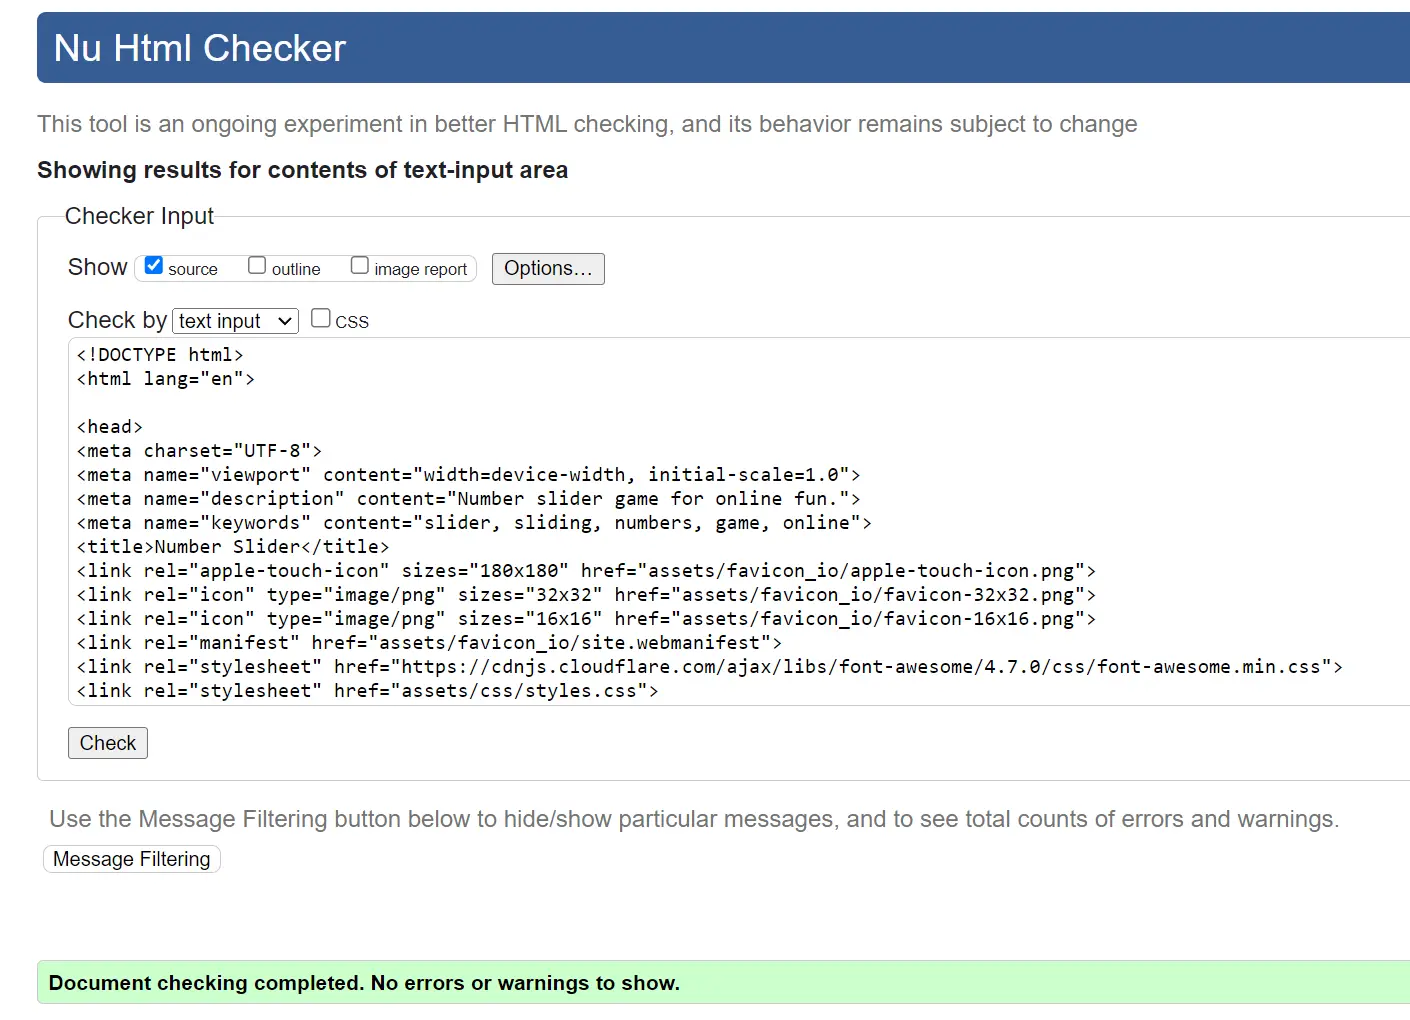 Nu Html Checker
This tool is an ongoing experiment in better HTML checking, and its behavior remains subject to change
Showing results for contents of text-input area
Checker Input
Show source outline image report Options...
Check by text input CSS
<!DOCTYPE html>
<html lang="en">
<head>
<meta charset="UTF-8">
<meta name="viewport" content="width=device-width, initial-scale=1.0">
<meta name="description" content="Number slider game for online fun.">
<meta name="keywords" content="slider, sliding, numbers, game, online">
<title>Number Slider</title>
<link rel="apple-touch-icon" sizes="180x180" href="assets/favicon_io/apple-touch-icon.png">
<link rel="icon" type="image/png" sizes="32x32" href="assets/favicon_io/favicon-32x32.png">
<link rel="icon" type="image/png" sizes="16x16" href="assets/favicon_io/favicon-16x16.png">
<link rel="manifest" href="assets/favicon_io/site.webmanifest">
<link rel="stylesheet" href="https://cdnjs.cloudflare.com/ajax/libs/font-awesome/4.7.0/css/font-awesome.min.css">
<link rel="stylesheet" href="assets/css/styles.css">
Check
Use the Message Filtering button below to hide/show particular messages, and to see total counts of errors and warnings.
Message Filtering
Document checking completed. No errors or warnings to show.